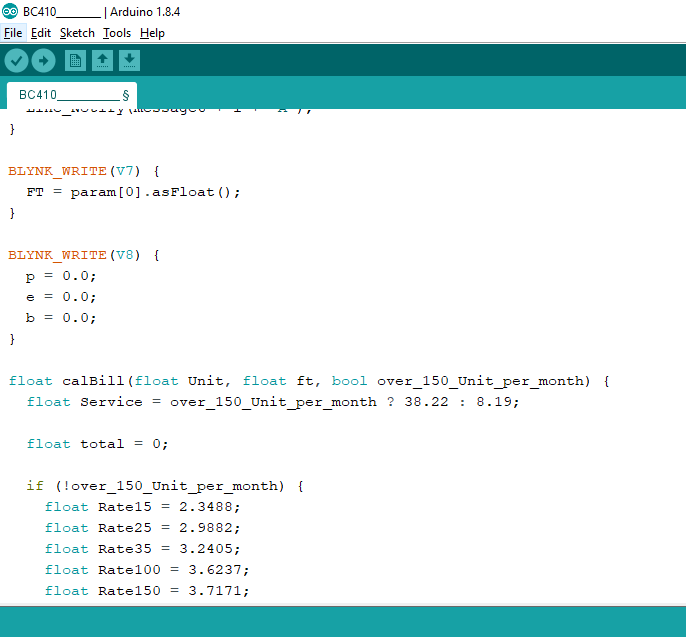 BC410________ | Arduino 1.8.4
File Edit Sketch Tools Help
BC410__________ §
}
BLYNK_WRITE(V7) {
FT = param[0].asFloat();
}
BLYNK_WRITE(V8) {
p = 0.0;
e = 0.0;
b = 0.0;
}
float calBill(float Unit, float ft, bool over_150_Unit_per_month) {
float Service = over_150_Unit_per_month ? 38.22 : 8.19;
float total = 0;
if (!over_150_Unit_per_month) {
float Rate15 = 2.3488;
float Rate25 = 2.9882;
float Rate35 = 3.2405;
float Rate100 = 3.6237;
float Rate150 = 3.7171;